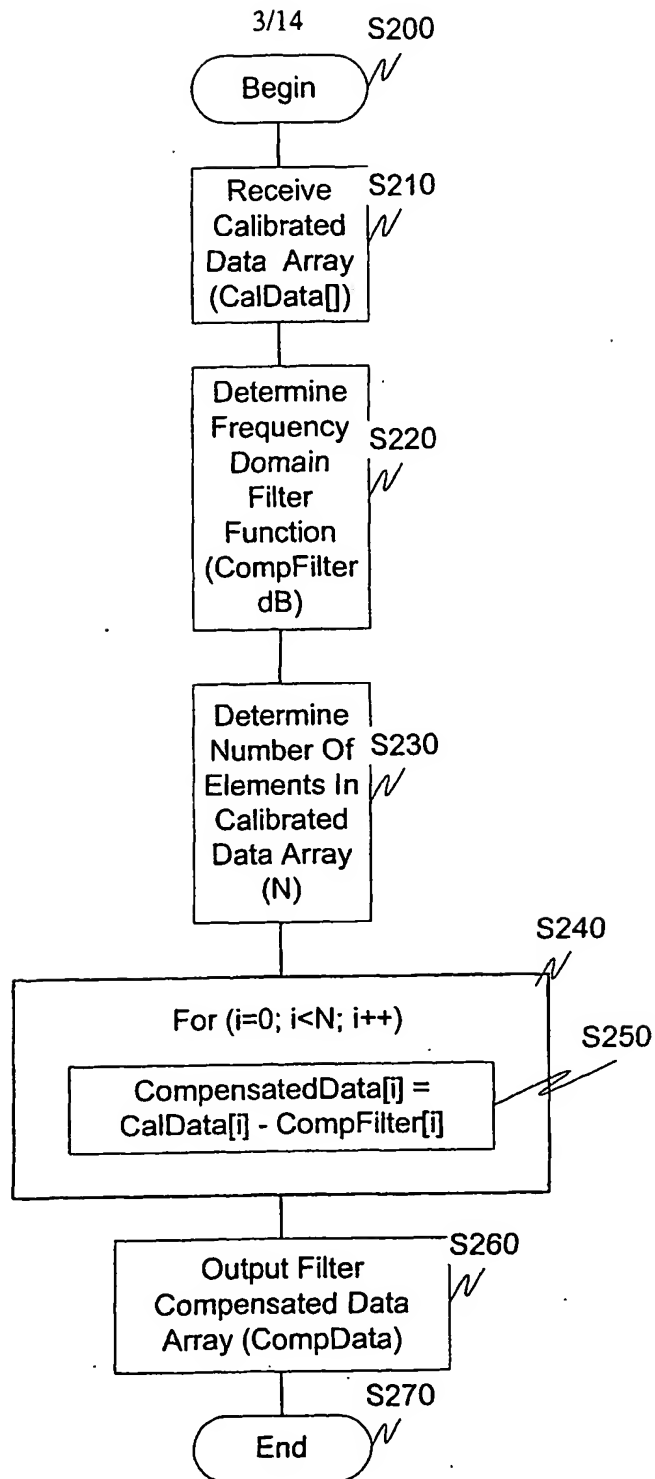 3/14
S200
Begin
S210
Receive
Calibrated
Data Array
(CalData[])
Determine
Frequency
S220
Domain
Filter
Function
(CompFilter
dB)
Determine
Number Of
S230
Elements In
Calibrated
Data Array
(N)
S240
For (i=0; i<N; i++)
S250
CompensatedData[i] =
CalData[i] - CompFilter[i]
S260
Output Filter
Compensated Data
Array (CompData)
S270
End